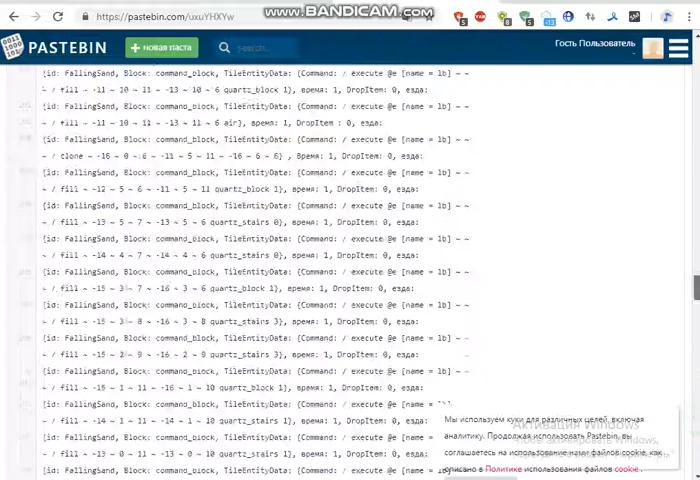 https://pastebin.com/uxuYHXYw
www.BANDICAM.com
PASTEBIN
+ новая паста
search...
Гость Пользователь
{id: FallingSand, Block: command_block, TileEntityData: {Command: / execute @e [name = lb] ~ ~
~ / fill ~ -11 ~ 10 ~ 11 ~ -13 ~ 10 ~ 6 quartz_block 1}, время: 1, DropItem: 0, езда:
{id: FallingSand, Block: command_block, TileEntityData: {Command: / execute @e [name = lb] ~ ~
~ / fill ~ -11 ~ 10 ~ 11 ~ -13 ~ 11 ~ 6 air}, время: 1, DropItem : 0, езда:
{id: FallingSand, Block: command_block, TileEntityData: {Command: / execute @e [name = lb] ~ ~
~ / clone ~ -16 ~ 0 ~ 6 ~ -11 ~ 5 ~ 11 ~ -16 ~ 6 ~ 6} , Время: 1, DropItem: 0, езда:
{id: FallingSand, Block: command_block, TileEntityData: {Command: / execute @e [name = lb] ~ ~
~ / fill ~ -12 ~ 5 ~ 6 ~ -11 ~ 5 ~ 11 quartz_block 1}, время: 1, DropItem: 0, езда:
{id: FallingSand, Block: command_block, TileEntityData: {Command: / execute @e [name = lb] ~ ~
~ / fill ~ -13 ~ 5 ~ 7 ~ -13 ~ 5 ~ 6 quartz_stairs 0}, время: 1, DropItem: 0, езда:
{id: FallingSand, Block: command_block, TileEntityData: {Command: / execute @e [name = lb] ~ ~
~ / fill ~ -14 ~ 4 ~ 7 ~ -14 ~ 4 ~ 6 quartz_stairs 0}, время: 1, DropItem: 0, езда:
{id: FallingSand, Block: command_block, TileEntityData: {Command: / execute @e [name = lb] ~ ~
~ / fill ~ -15 ~ 3 ~ 7 ~ -16 ~ 3 ~ 6 quartz_block 1}, время: 1, DropItem: 0, езда:
{id: FallingSand, Block: command_block, TileEntityData: {Command: / execute @e [name = lb] ~ ~
~ / fill ~ -15 ~ 3 ~ 8 ~ -16 ~ 3 ~ 8 quartz_stairs 3}, время: 1, DropItem: 0, езда:
{id: FallingSand, Block: command_block, TileEntityData: {Command: / execute @e [name = lb] ~ ~
~ / fill ~ -15 ~ 2 ~ 9 ~ -16 ~ 2 ~ 9 quartz_stairs 3}, время: 1, DropItem: 0, езда:
{id: FallingSand, Block: command_block, TileEntityData: {Command: / execute @e [name = lb] ~ ~
~ / fill ~ -15 ~ 1 ~ 11 ~ -16 ~ 1 ~ 10 quartz_block 1}, время: 1, DropItem: 0, езда:
{id: FallingSand, Block: command_block, TileEntityData: {Command: / execute @e [name = lb]
~ / fill ~ -14 ~ 1 ~ 11 ~ -14 ~ 1 ~ 10 quartz_stairs 1}, время: 1, DropItem: 0, езда:
{id: FallingSand, Block: command_block, TileEntityData: {Command: / execute @e [name =
~ / fill ~ -13 ~ 0 ~ 11 ~ -13 ~ 0 ~ 10 quartz_stairs 1}, время: 1, DropItem: 0, езда:
{id: FallingSand, Block: command_block, TileEntityData: {Command: / execute @e [name =
Мы используем куки для различных целей, включая
аналитику. Продолжая использовать Pastebin, вы
соглашаетесь на использование нами файлов cookie, как
описано в Политике использования файлов cookie .
Активация Windows
Чтобы активировать Windows,